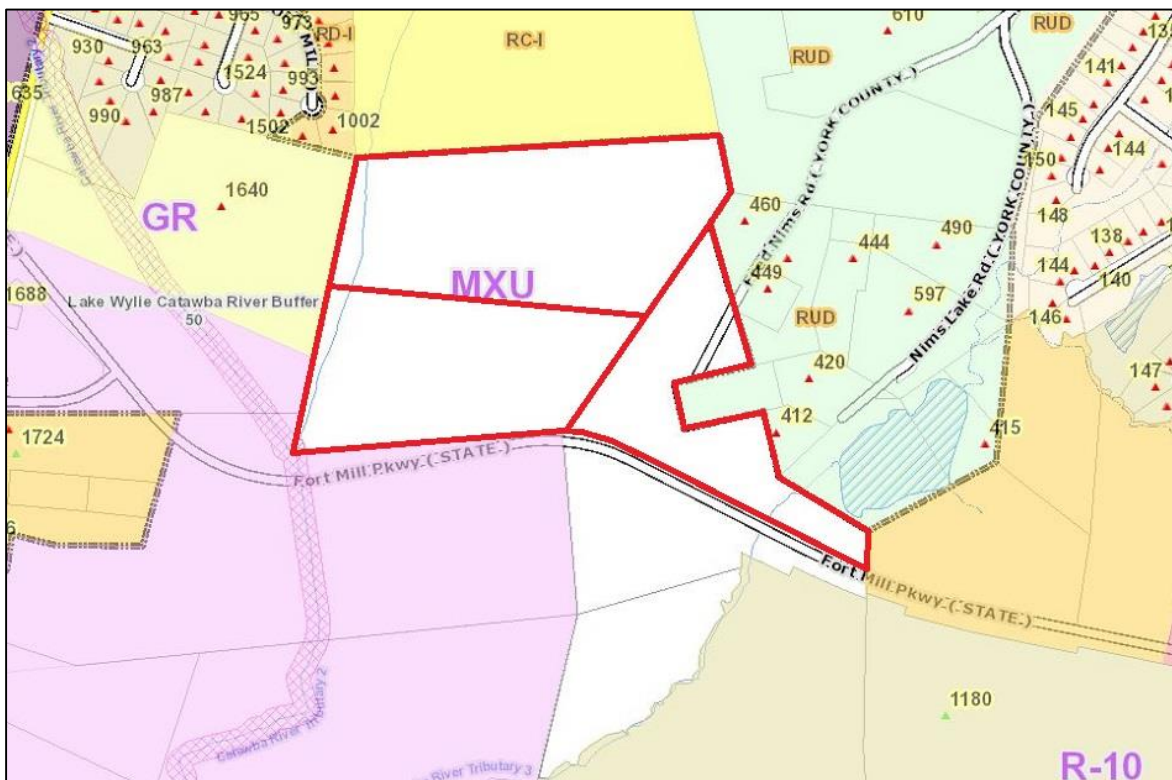 965
973
610
RUD
RD-I
RC-I
930
963
RUD
141
635
1524
993
145
990
987
1502
1002
150
144
Fred Nims Rd (YORK COUNTY)
Nims Lake Rd (YORK COUNTY)
1640
GR
460
148
490
444
138
MXU
449
144
140
1688
Lake Wylie Catawba River Buffer
50
597
RUD
146
420
147
412
415
1724
Fort Mill Pkwy (STATE)
Fort Mill Pkwy (STATE)
1180
Catawba River Tributary 2
River Tributary 3
R-10